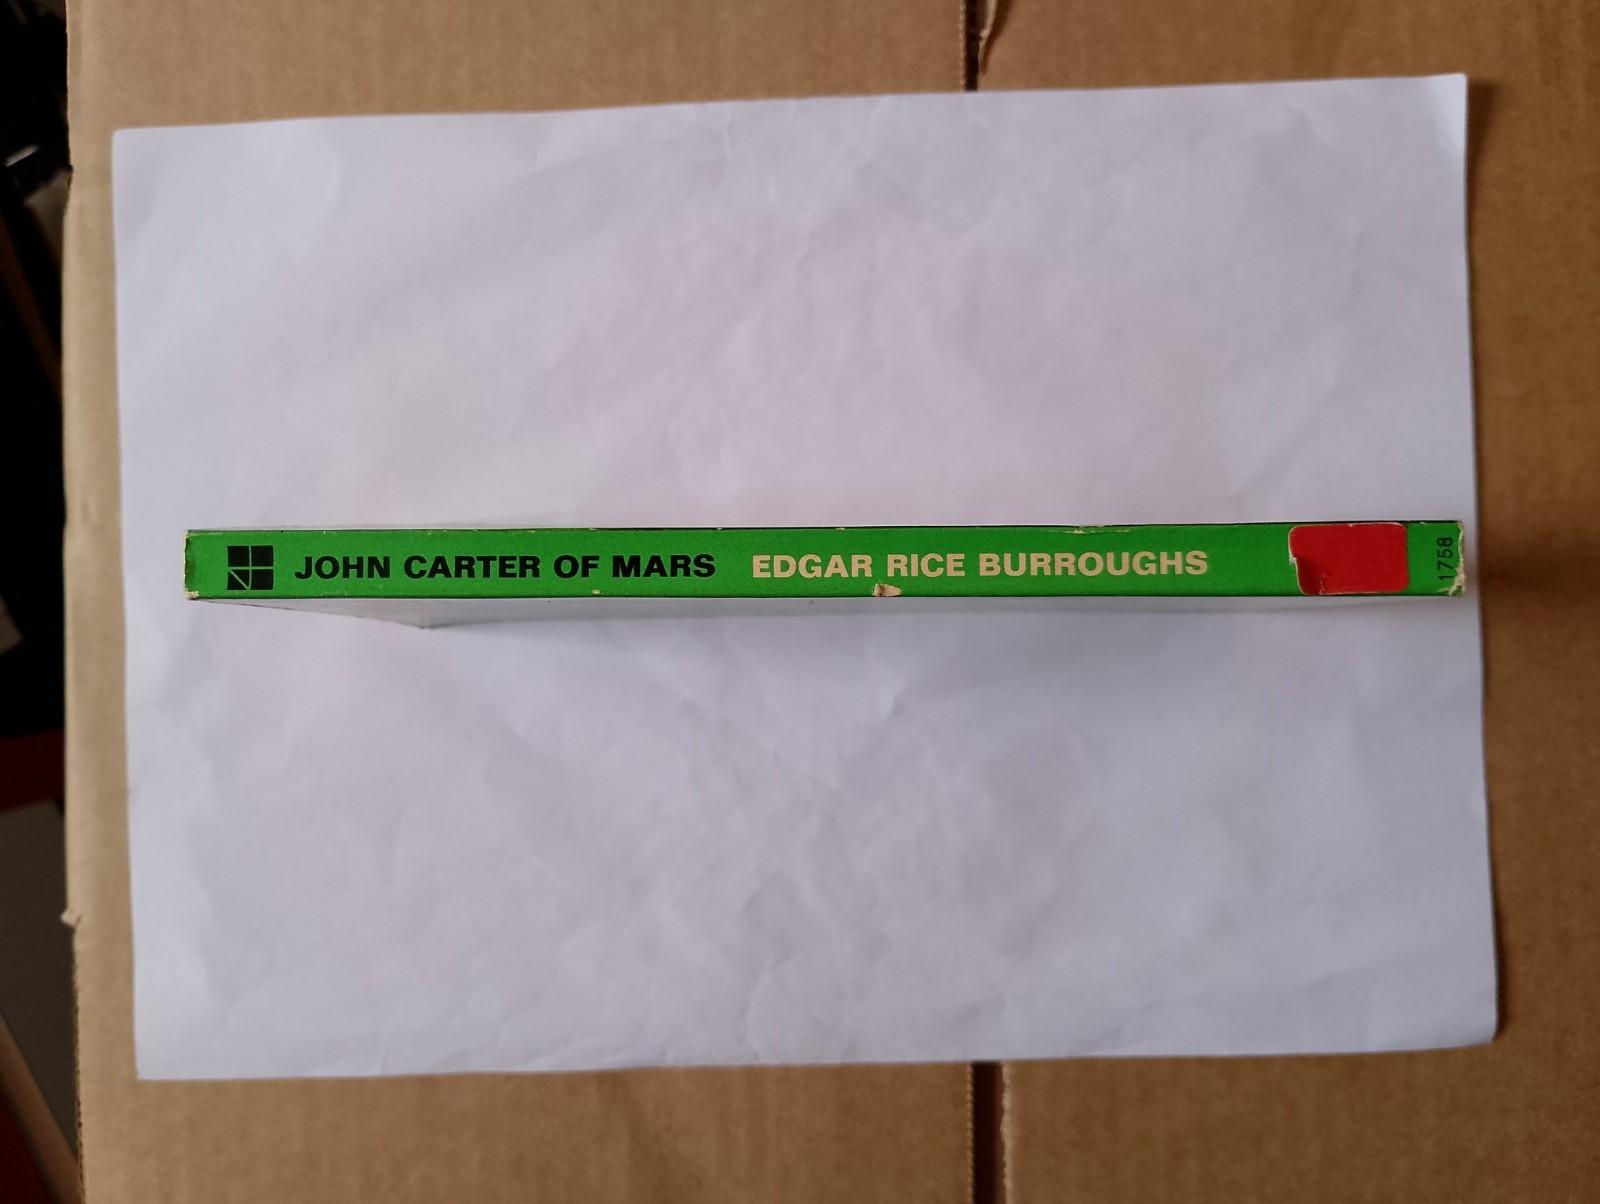 JOHN CARTER OF MARS EDGAR RICE BURROUGHS
1758